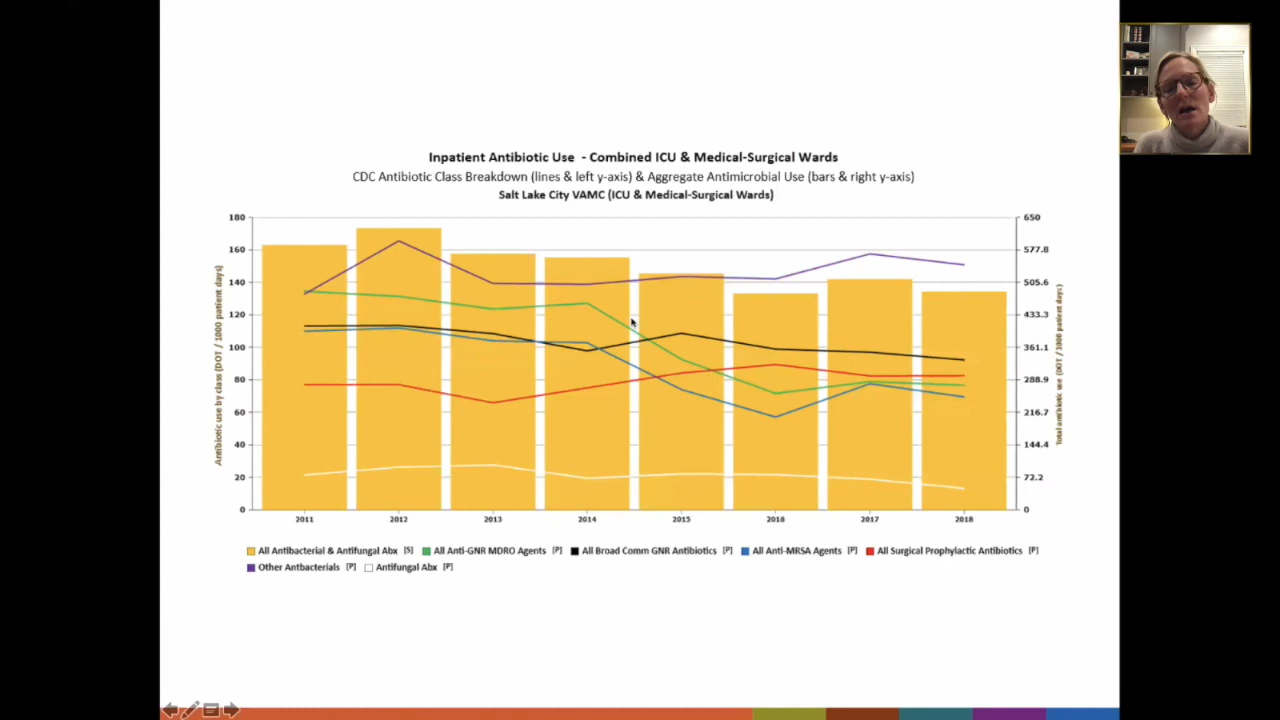 Inpatient Antibiotic Use - Combined ICU & Medical-Surgical Wards
CDC Antibiotic Class Breakdown (lines & left y-axis) & Aggregate Antimicrobial Use (bars & right y-axis)
Salt Lake City VAMC (ICU & Medical-Surgical Wards)
Antibiotic use by class (DOT / 1000 patient days)
180
160
140
120
100
80
60
40
20
0
650
577.8
505.6
433.3
361.1
288.9
216.7
144.4
72.2
0
Total antibiotic use (DOT / 1000 patient days)
2011 2012 2013 2014 2015 2016 2017 2018
All Antibacterial & Antifungal Abx [S] All Anti-GNR MDRO Agents [P] All Broad Comm GNR Antibiotics [P] All Anti-MRSA Agents [P] All Surgical Prophylactic Antibiotics [P]
Other Antbacterials [P] Antifungal Abx [P]